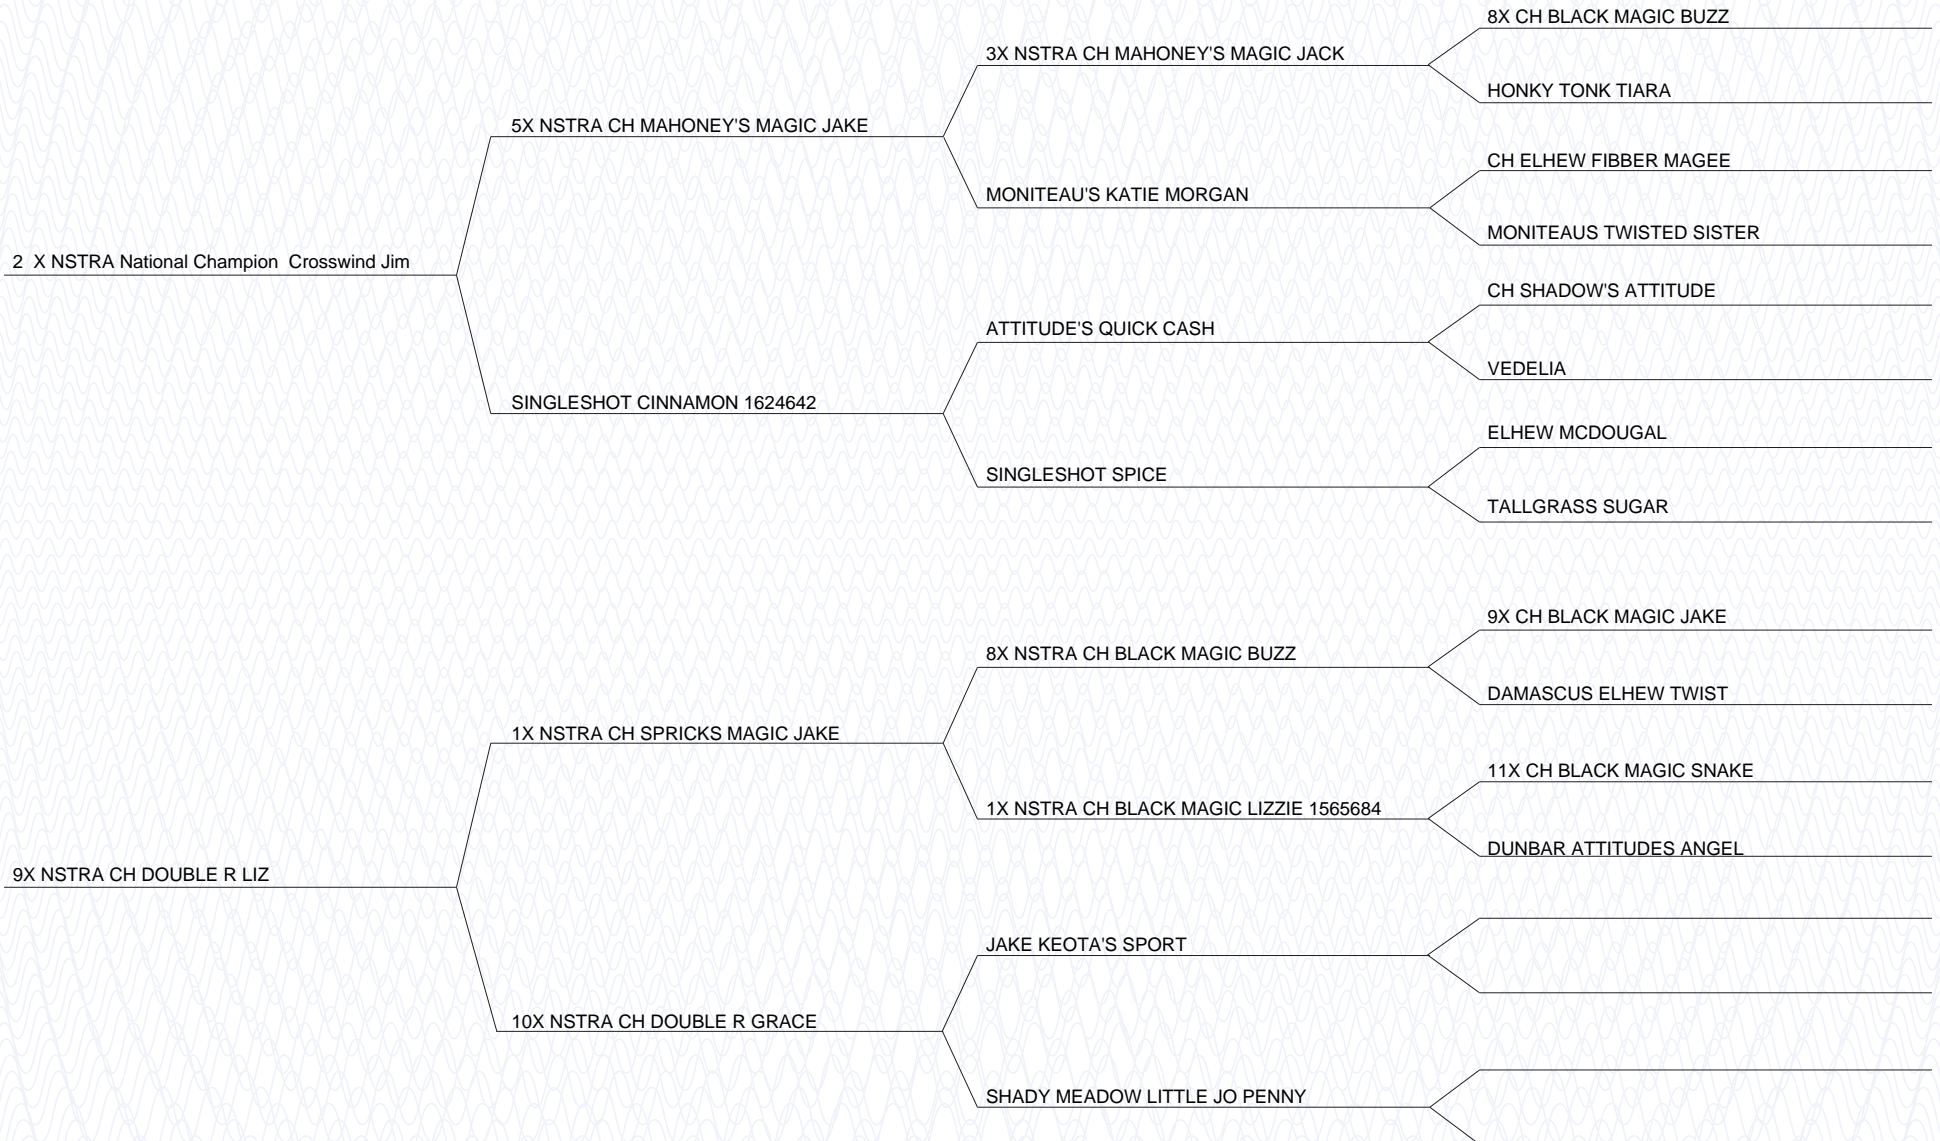 8X CH BLACK MAGIC BUZZ
3X NSTRA CH MAHONEY'S MAGIC JACK
HONKY TONK TIARA
5X NSTRA CH MAHONEY'S MAGIC JAKE
CH ELHEW FIBBER MAGEE
MONITEAU'S KATIE MORGAN
MONITEAUS TWISTED SISTER
2 X NSTRA National Champion Crosswind Jim
CH SHADOW'S ATTITUDE
ATTITUDE'S QUICK CASH
VEDELIA
SINGLESHOT CINNAMON 1624642
ELHEW MCDOUGAL
SINGLESHOT SPICE
TALLGRASS SUGAR
9X CH BLACK MAGIC JAKE
8X NSTRA CH BLACK MAGIC BUZZ
DAMASCUS ELHEW TWIST
1X NSTRA CH SPRICKS MAGIC JAKE
11X CH BLACK MAGIC SNAKE
1X NSTRA CH BLACK MAGIC LIZZIE 1565684
DUNBAR ATTITUDES ANGEL
9X NSTRA CH DOUBLE R LIZ
JAKE KEOTA'S SPORT
10X NSTRA CH DOUBLE R GRACE
SHADY MEADOW LITTLE JO PENNY